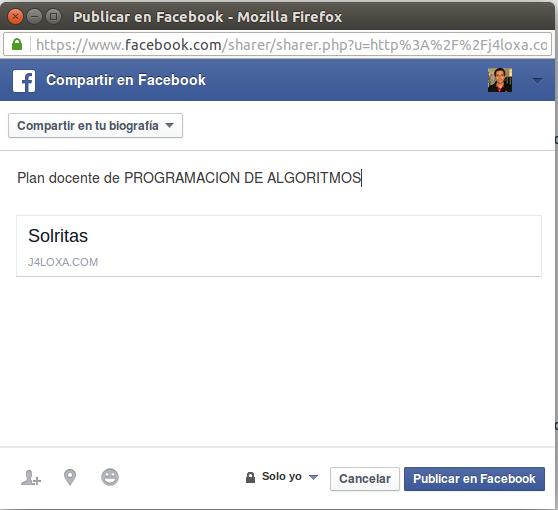 Publicar en Facebook - Mozilla Firefox
https://www.facebook.com/sharer/sharer.php?u=http%3A%2F%2Fj4loxa.co
f Compartir en Facebook
Compartir en tu biografía
Plan docente de PROGRAMACION DE ALGORITMOS
Solritas
J4LOXA.COM
Solo yo
Cancelar
Publicar en Facebook